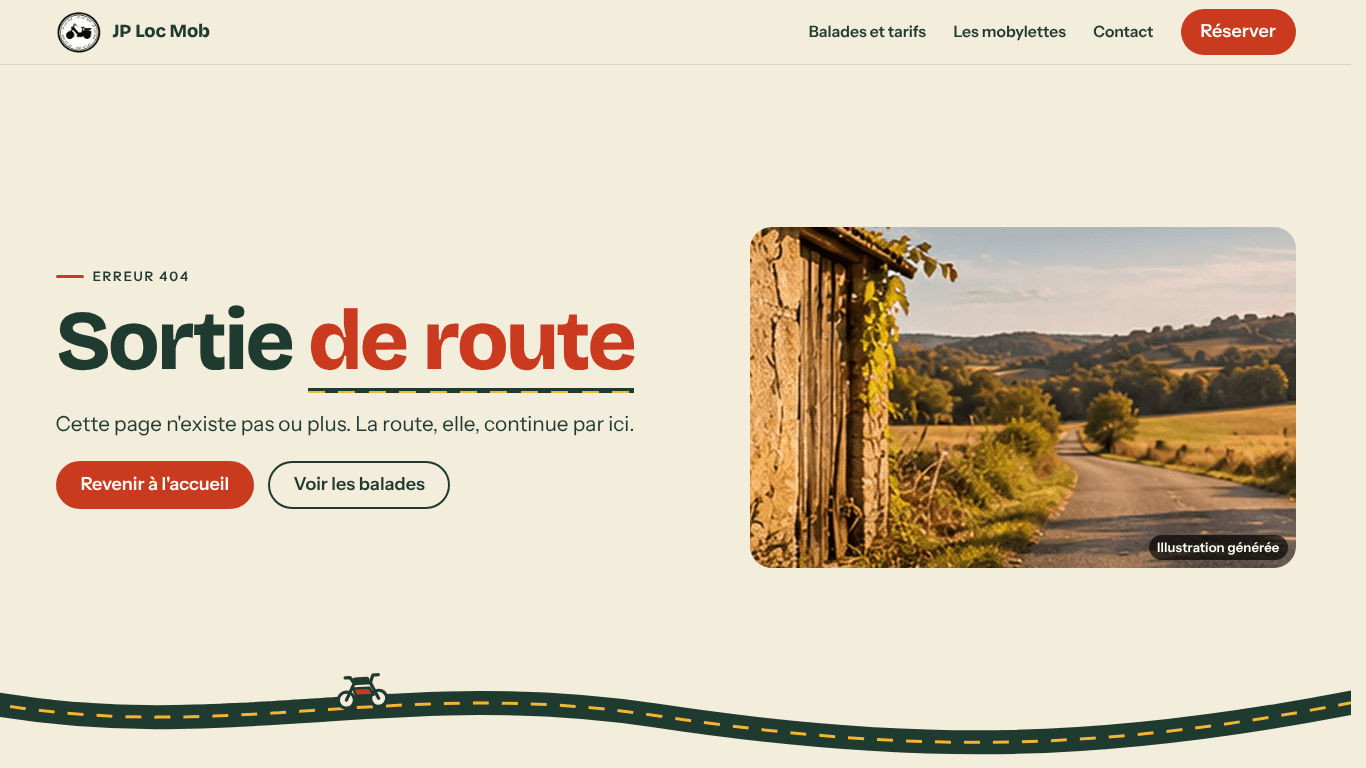 JP Loc Mob
Balades et tarifs
Les mobylettes
Contact
Réserver
ERREUR 404
Sortie de route
Cette page n'existe pas ou plus. La route, elle, continue par ici.
Revenir à l'accueil
Voir les balades
Illustration générée